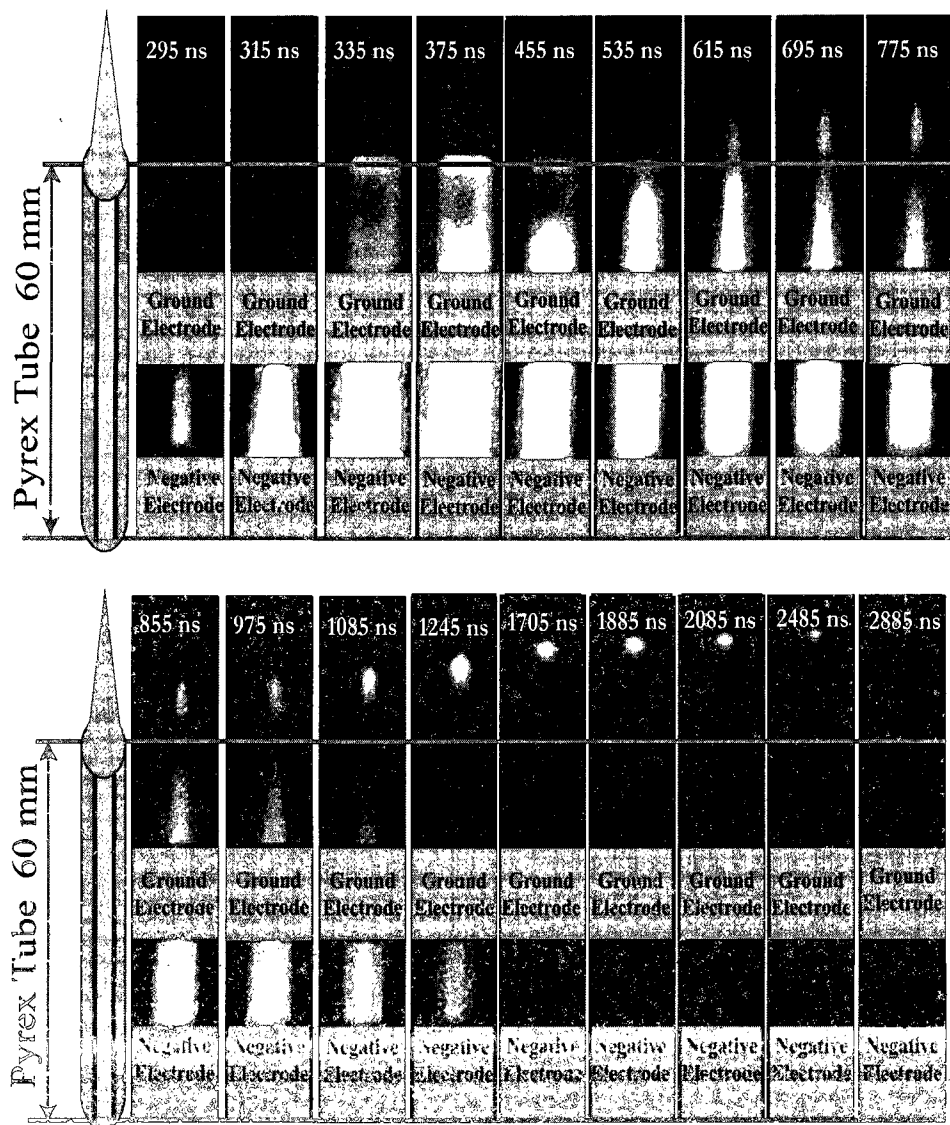 295 ns 315 ns 335 ns 375 ns 455 ns 535 ns 615 ns 695 ns 775 ns
Pyrex Tube 60 mm
Ground Ground Ground Ground Ground Ground Ground Ground Ground
Electrode Electrode Electrode Electrode Electrode Electrode Electrode Electrode Electrode
Negative Negative Negative Negative Negative Negative Negative Negative Negative
Electrode Electrode Electrode Electrode Electrode Electrode Electrode Electrode Electrode
855 ns 975 ns 1085 ns 1245 ns 1705 ns 1885 ns 2085 ns 2485 ns 2885 ns
Pyrex Tube 60 mm
Ground Ground Ground Ground Ground Ground Ground Ground Ground
Electrode Electrode Electrode Electrode Electrode Electrode Electrode Electrode Electrode
Negative Negative Negative Negative Negative Negative Negative Negative Negative
Electrode Electrode Electrode Electrode Electrode Electrode Electrode Electrode Electrode